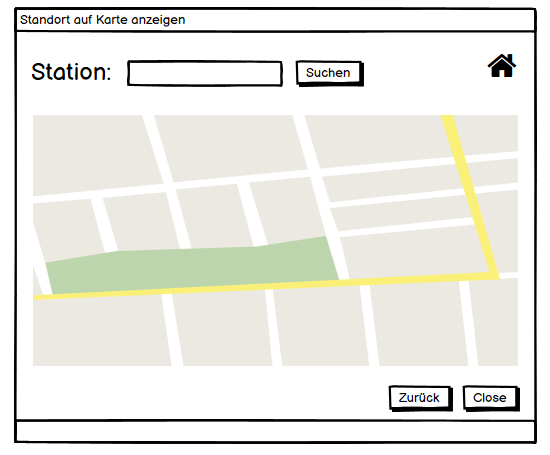 Standort auf Karte anzeigen
Station:
Suchen
Zurück
Close